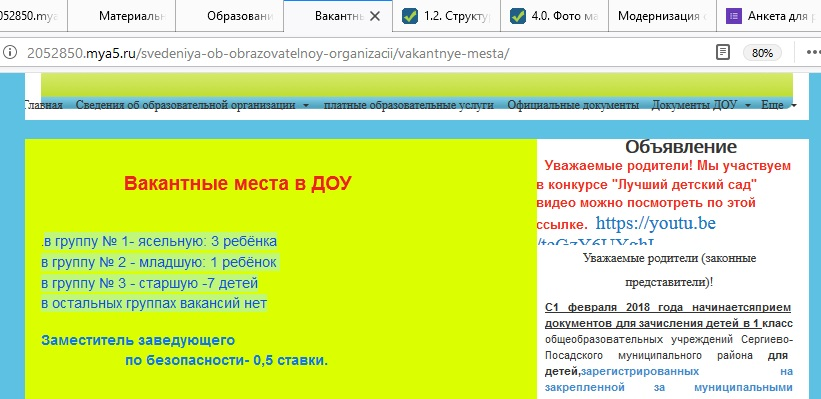 052850.mya5
Материальн
Образовани
Вакантны
1.2. Структу
4.0. Фото ма
Модернизация с
Анкета для р
2052850.mya5.ru/svedeniya-ob-obrazovatelnoy-organizacii/vakantnye-mesta/
80%
Главная Сведения об образовательной организации платные образовательные услуги Официальные документы Документы ДОУ Еще
Вакантные места в ДОУ
.в группу № 1- ясельную: 3 ребёнка
в группу № 2 - младшую: 1 ребёнок
в группу № 3 - старшую -7 детей
в остальных группах вакансий нет
Заместитель заведующего
по безопасности- 0,5 ставки.
Объявление
Уважаемые родители! Мы участвуем
в конкурсе "Лучший детский сад"
видео можно посмотреть по этой
ссылке. https://youtu.be
Уважаемые родители (законные
представители)!
С1 февраля 2018 года начинаетсяприем
документов для зачисления детей в 1 класс
общеобразовательных учреждений Сергиево-
Посадского муниципального района для
детей,зарегистрированных на
закрепленной за муниципальными